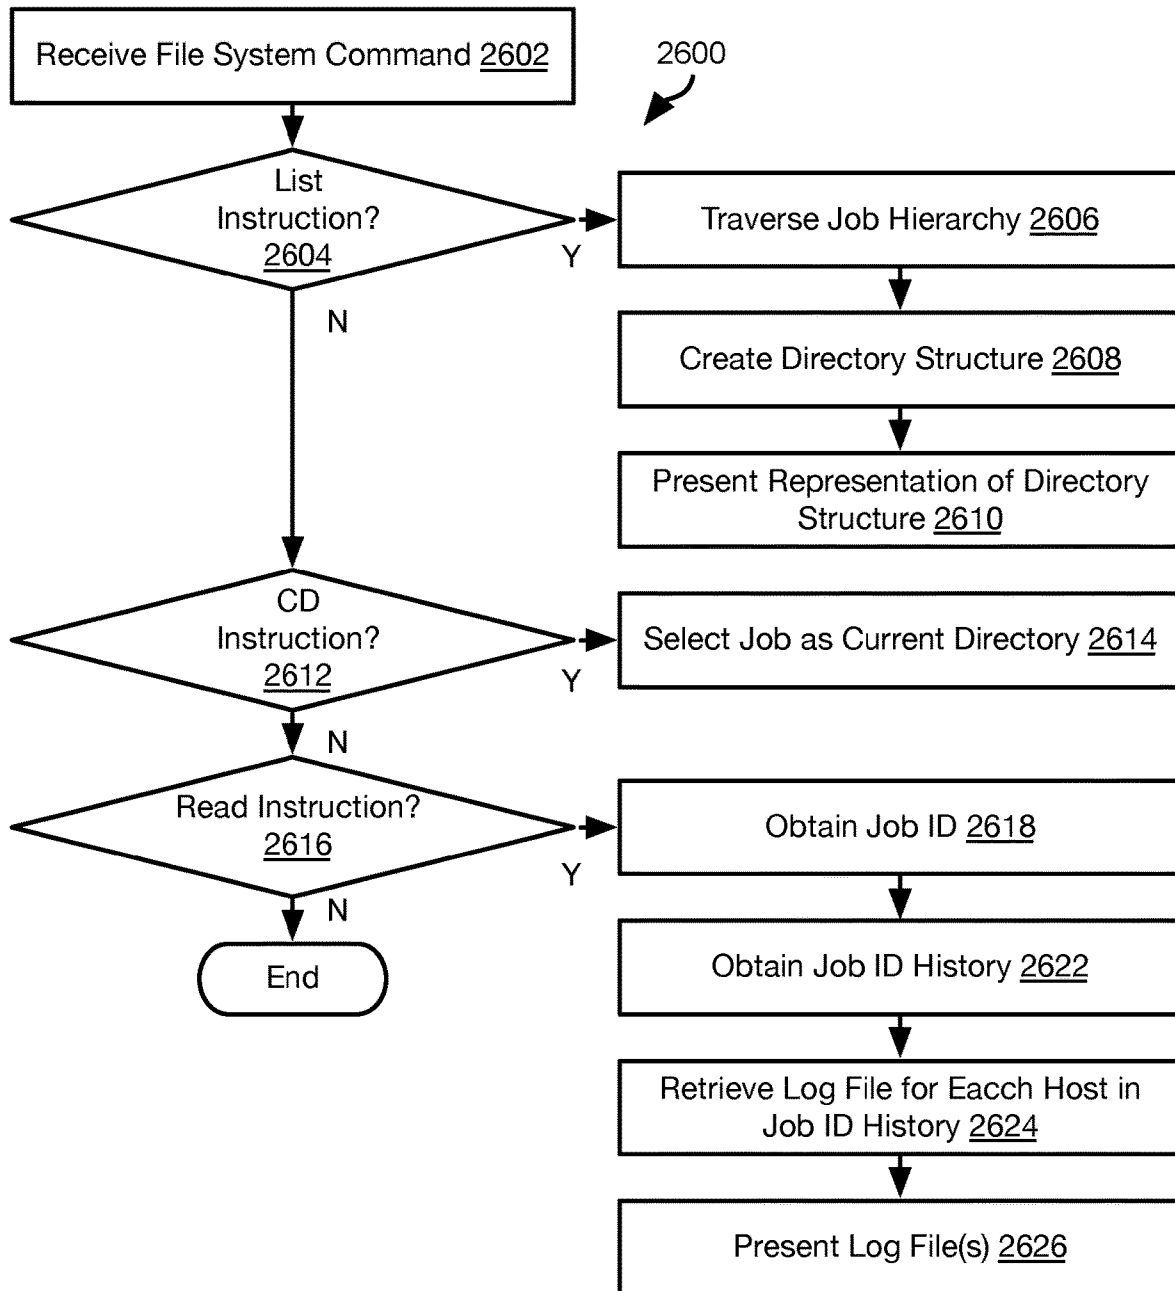 Receive File System Command 2602
2600
List
Instruction?
2604
Y
N
Traverse Job Hierarchy 2606
Create Directory Structure 2608
Present Representation of Directory
Structure 2610
CD
Instruction?
2612
Y
N
Select Job as Current Directory 2614
Read Instruction?
2616
Y
N
End
Obtain Job ID 2618
Obtain Job ID History 2622
Retrieve Log File for Eacch Host in
Job ID History 2624
Present Log File(s) 2626